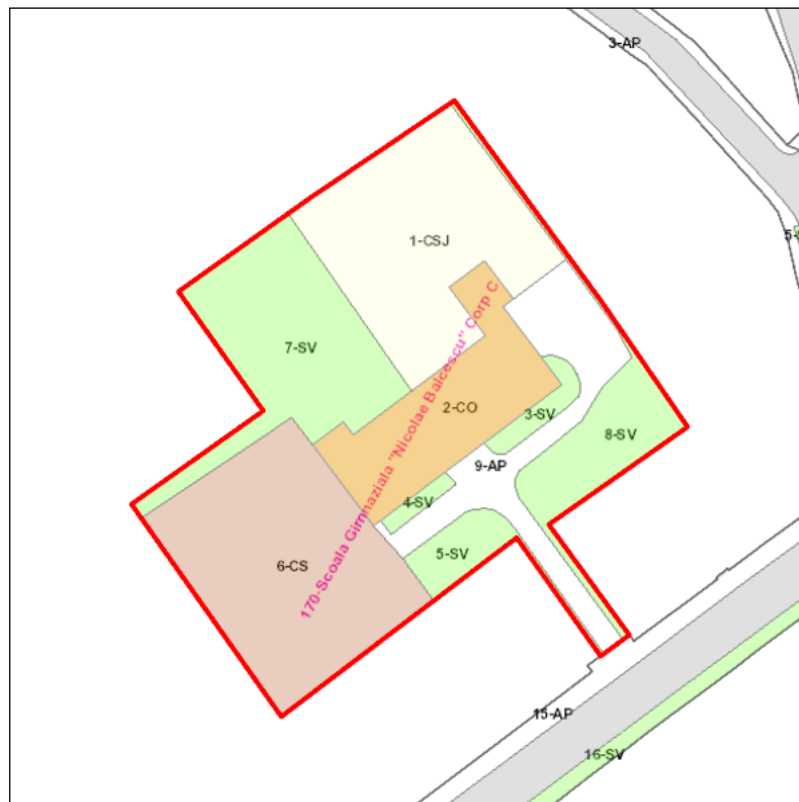 3-AP
1-CSJ
7-SV
170-Scoala Gimnaziala "Nicolae Balcescu" Corp C
2-CO
3-SV
8-SV
9-AP
4-SV
5-SV
6-CS
15-AP
16-SV